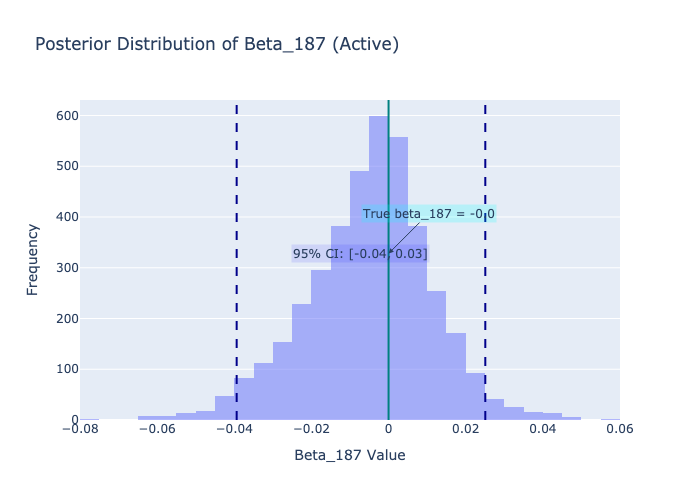 Posterior Distribution of Beta_187 (Active)
Frequency
600
500
400
300
200
100
0
True beta_187 = -0.0
95% CI: [-0.04, 0.03]
−0.08 −0.06 −0.04 −0.02 0 0.02 0.04 0.06
Beta_187 Value